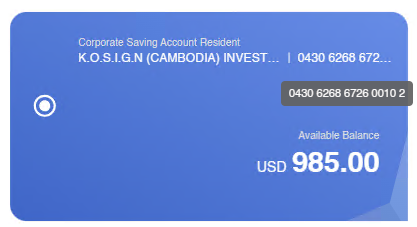 Corporate Saving Account Resident
K.O.S.I.G.N (CAMBODIA) INVEST... | 0430 6268 672...
0430 6268 6726 0010 2
Available Balance
USD 985.00